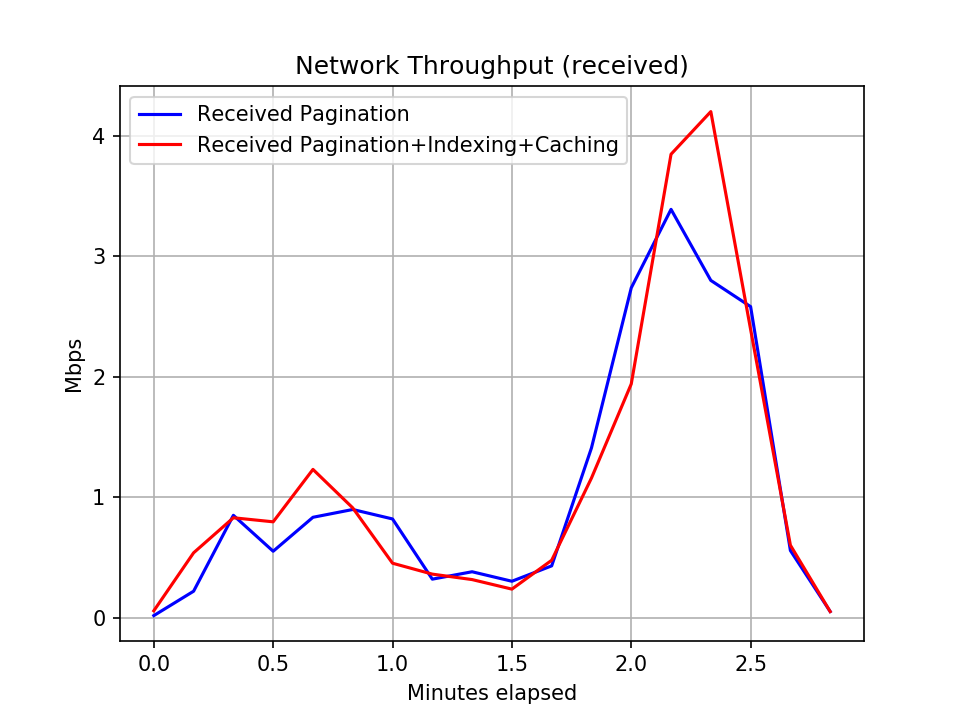 Network Throughput (received)
Received Pagination
Received Pagination+Indexing+Caching
4
3
2
1
0
Mbps
0.0 0.5 1.0 1.5 2.0 2.5
Minutes elapsed